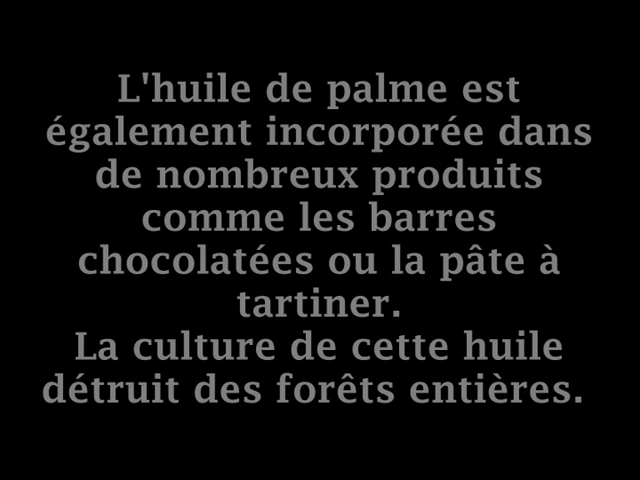 L'huile de palme est
également incorporée dans
de nombreux produits
comme les barres
chocolatées ou la pâte à
tartiner.
La culture de cette huile
détruit des forêts entières.